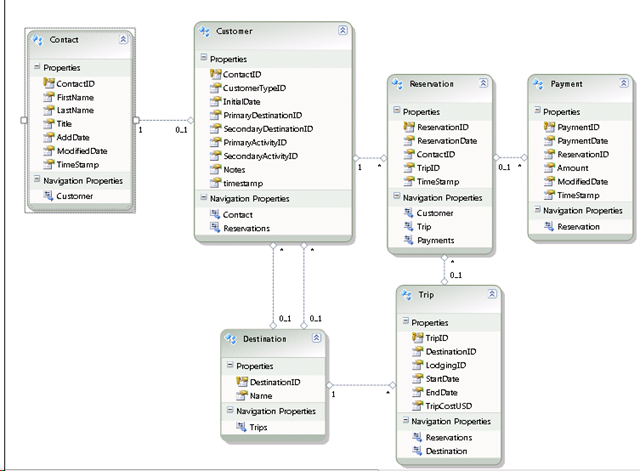 Contact
Properties
ContactID
FirstName
LastName
Title
AddDate
ModifiedDate
TimeStamp
Navigation Properties
Customer
1
0..1
Customer
Properties
ContactID
CustomerTypeID
InitialDate
PrimaryDestinationID
SecondaryDestinationID
PrimaryActivityID
SecondaryActivityID
Notes
timestamp
Navigation Properties
Contact
Reservations
1
*
Reservation
Properties
ReservationID
ReservationDate
ContactID
TripID
TimeStamp
Navigation Properties
Customer
Trip
Payments
0..1
*
Payment
Properties
PaymentID
PaymentDate
ReservationID
Amount
ModifiedDate
TimeStamp
Navigation Properties
Reservation
*
*
0..1
0..1
*
0..1
Destination
Properties
DestinationID
Name
Navigation Properties
Trips
1
*
Trip
Properties
TripID
DestinationID
LodgingID
StartDate
EndDate
TripCostUSD
Navigation Properties
Reservations
Destination